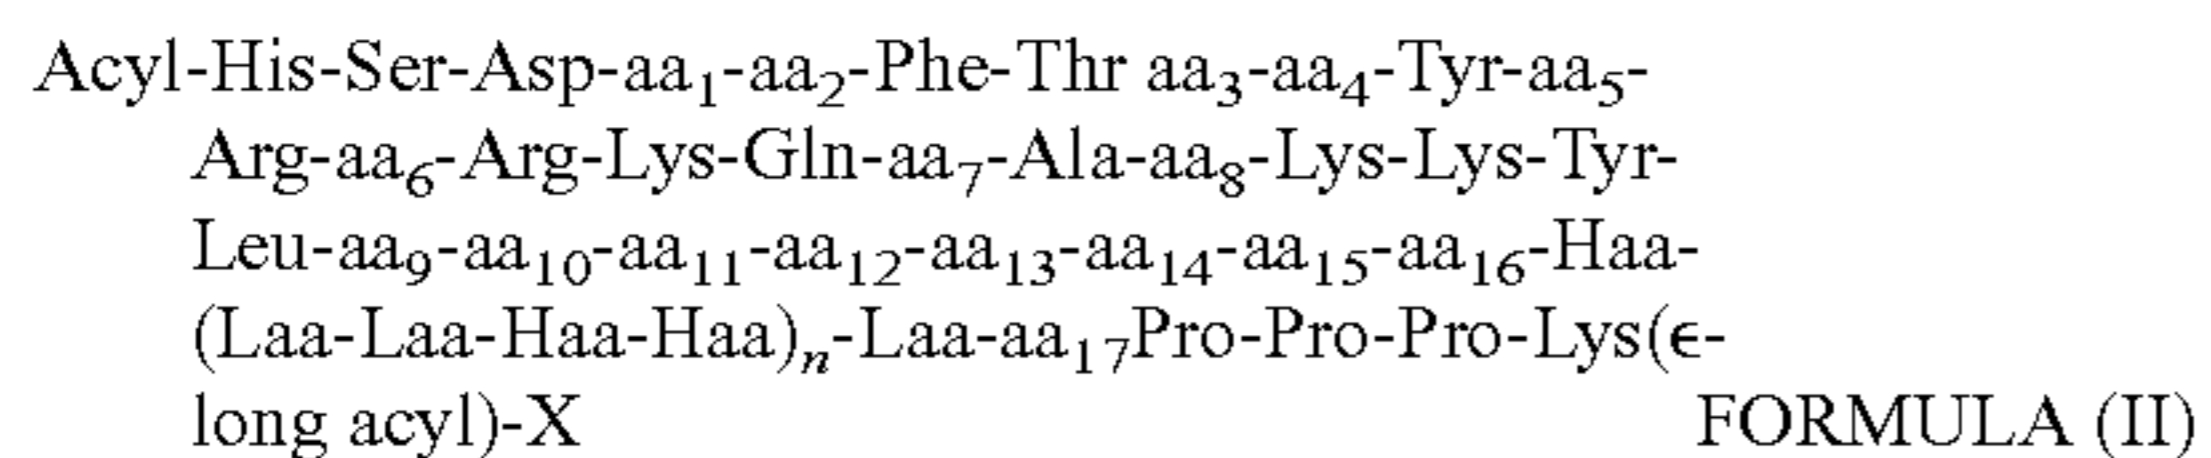 Acyl-His-Ser-Asp-aa₁-aa₂-Phe-Thr aa₃-aa₄-Tyr-aa₅-
Arg-aa₆-Arg-Lys-Gln-aa₇-Ala-aa₈-Lys-Lys-Tyr-
Leu-aa₉-aa₁₀-aa₁₁-aa₁₂-aa₁₃-aa₁₄-aa₁₅-aa₁₆-Haa-
(Laa-Laa-Haa-Haa)ₙ-Laa-aa₁₇Pro-Pro-Pro-Lys(ϵ-
long acyl)-X FORMULA (II)